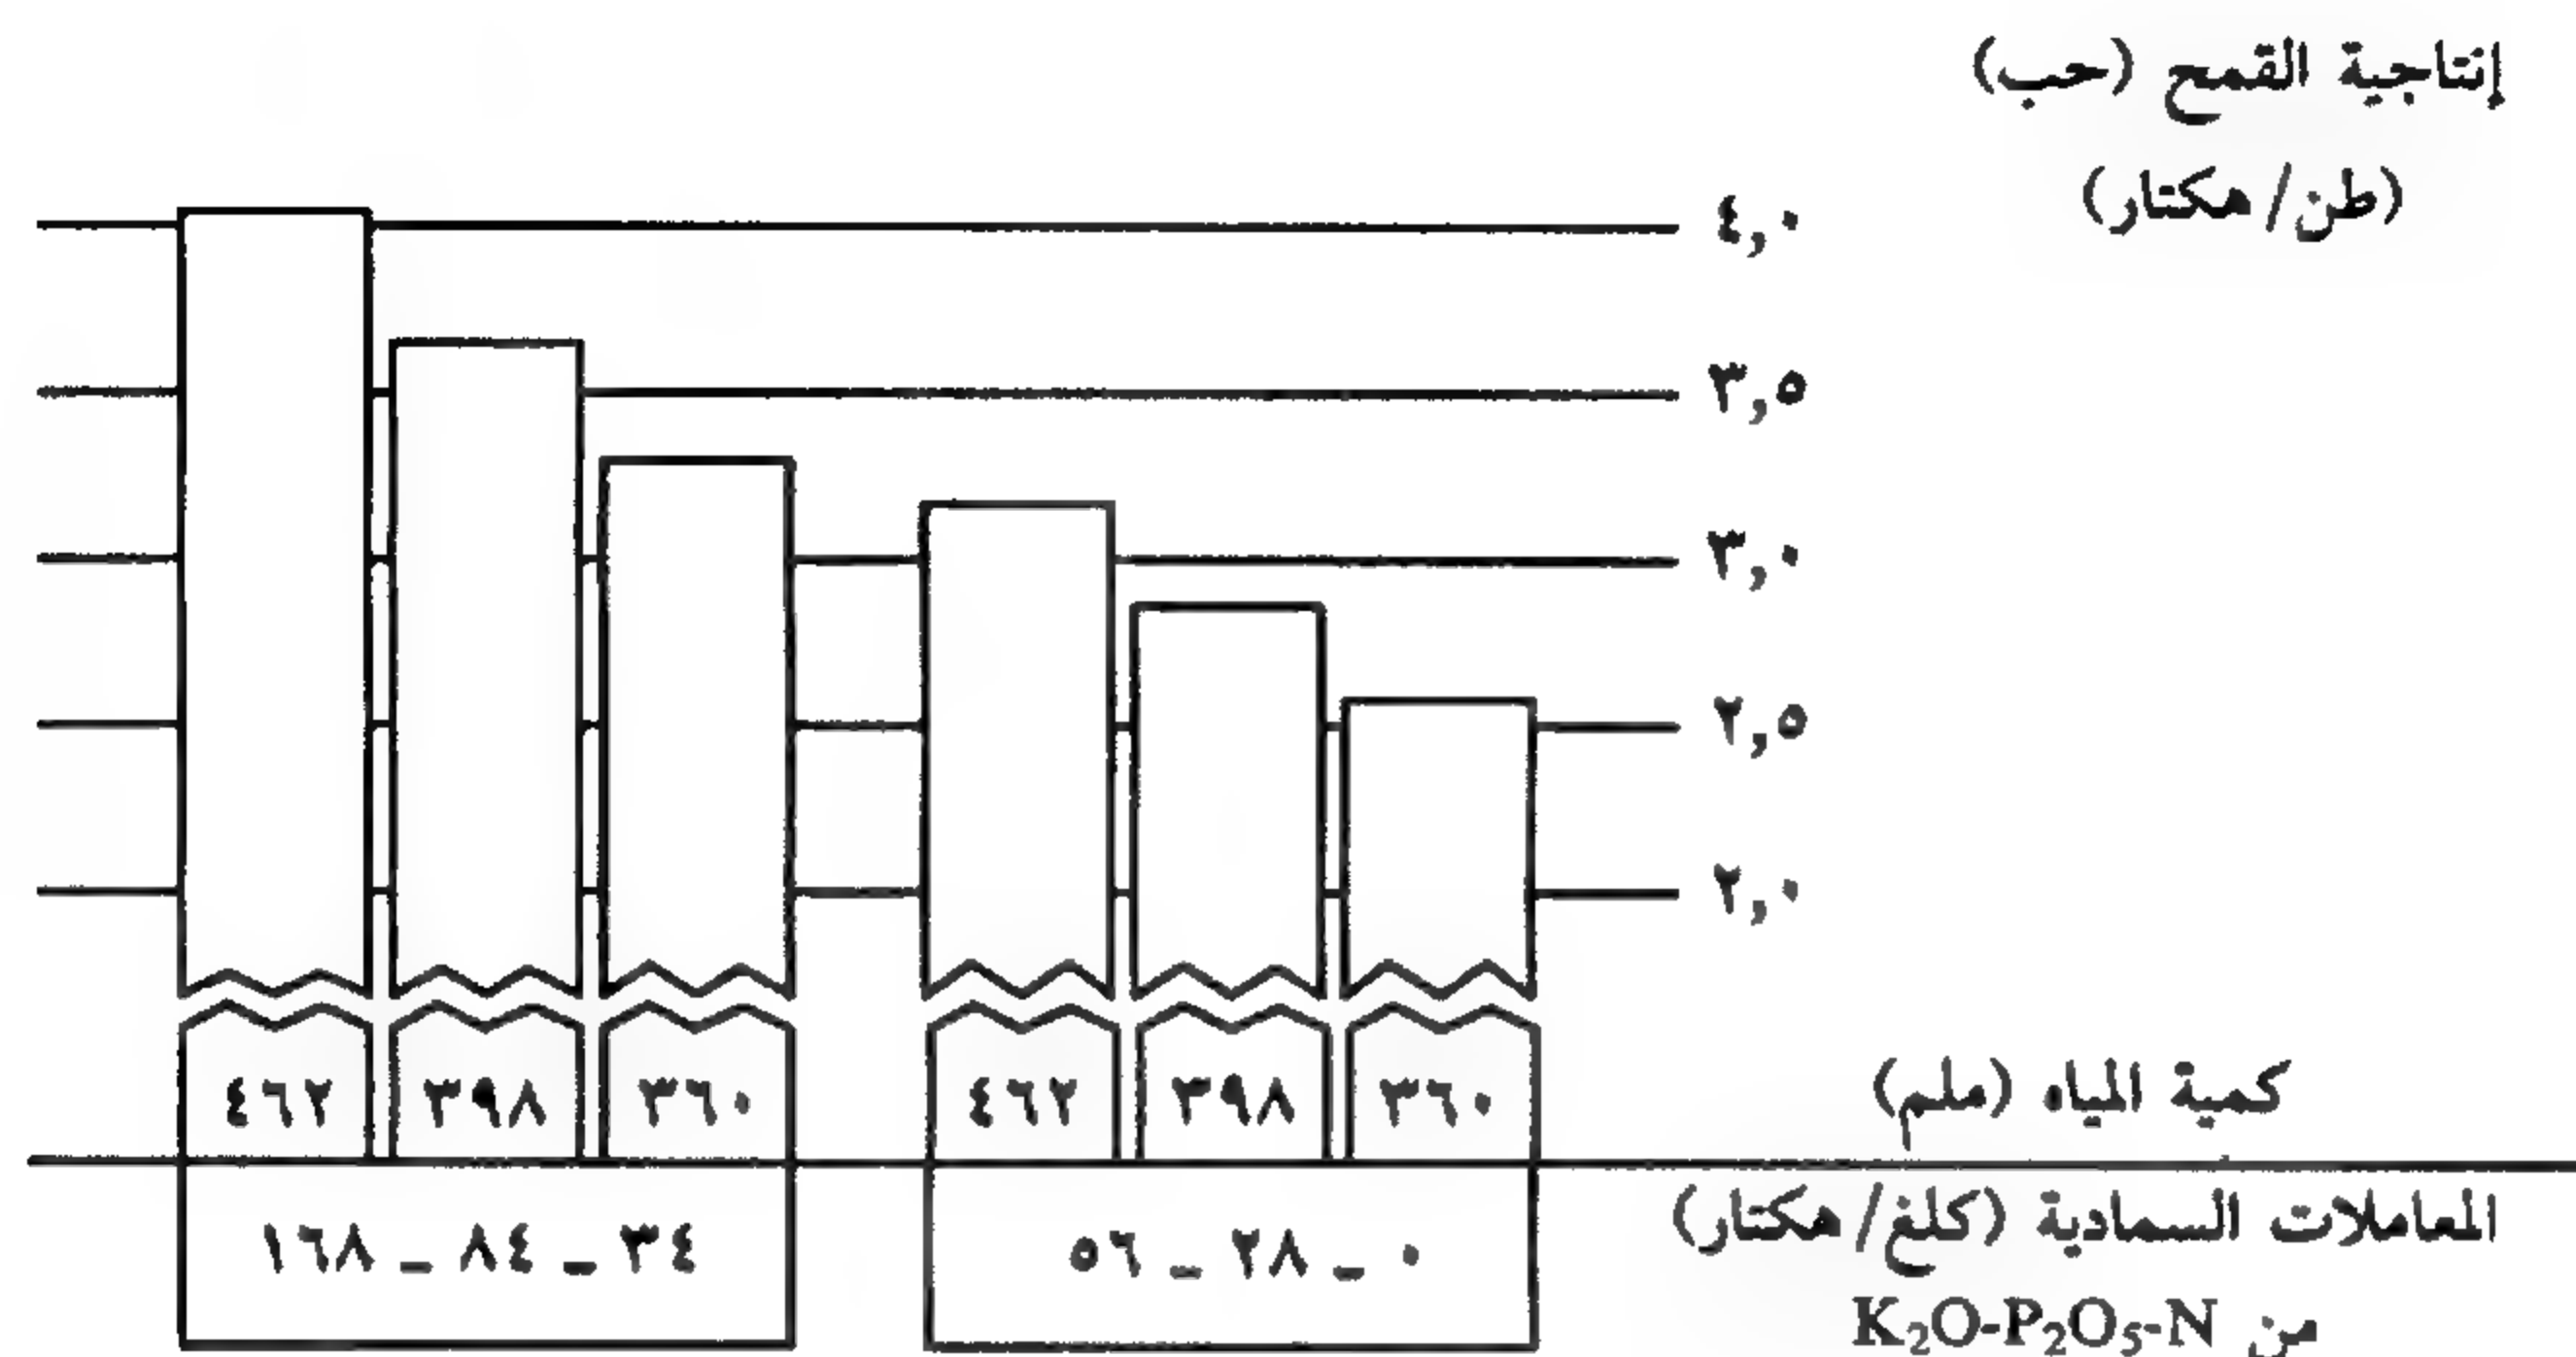 إنتاجية القمح (حب)
(طن/هكتار)
٤,٠
٣,٥
٣,٠
٢,٥
٢,٠
كمية المياه (ملم)
٤٦٢ ٣٩٨ ٣٦٠ ٤٦٢ ٣٩٨ ٣٦٠
المعاملات السمادية (كلغ/هكتار)
من K₂O-P₂O₅-N
١٦٨ - ٨٤ - ٣٤
٥٦ - ٢٨ - ٠